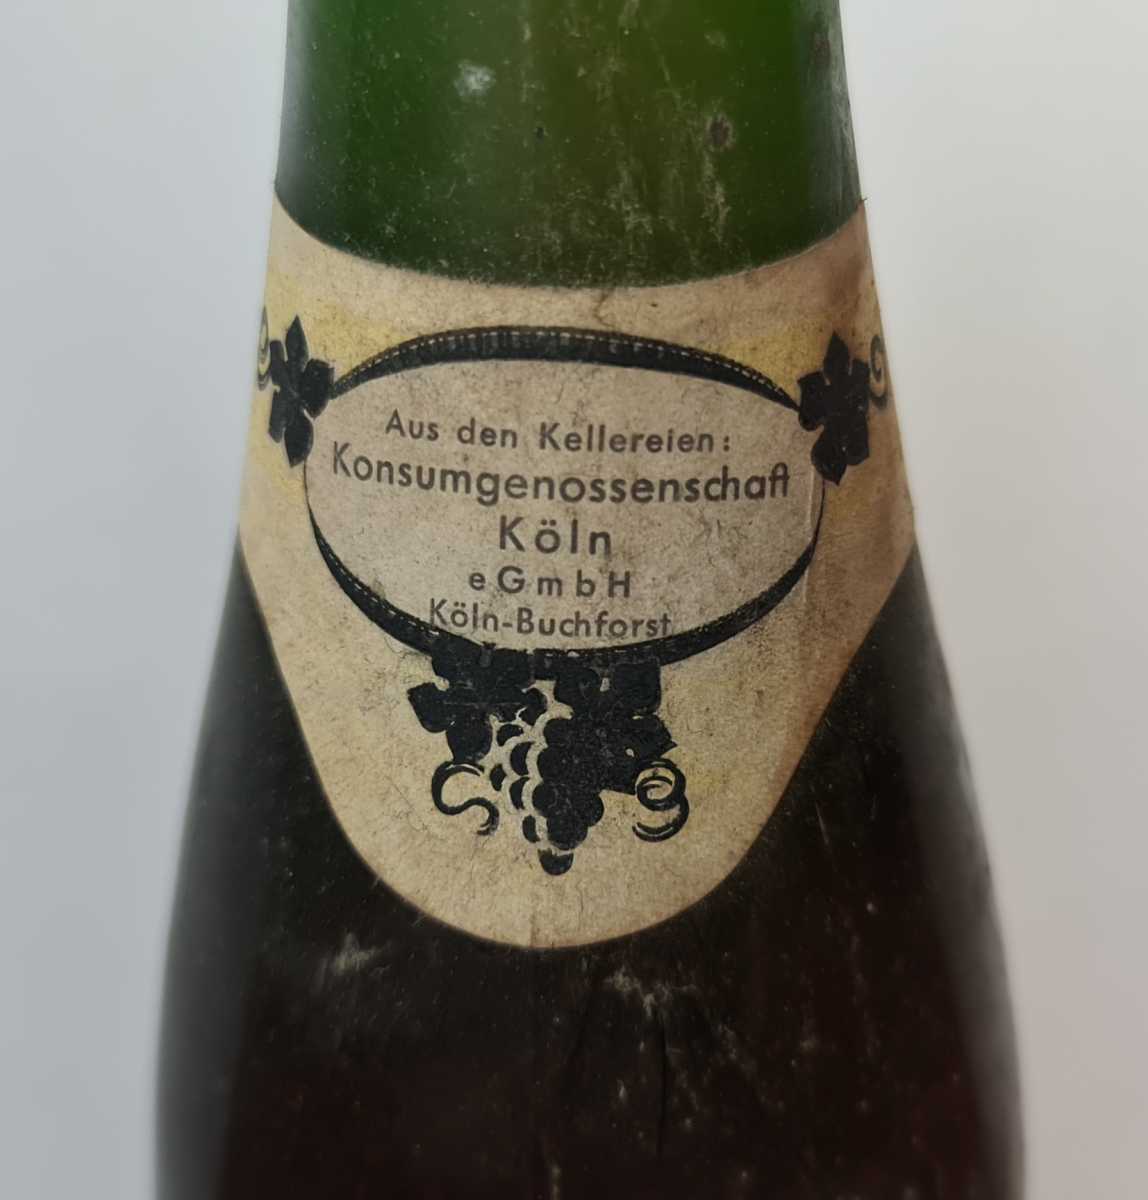 Aus den Kellereien:
Konsumgenossenschaft
Köln
eGmbH
Köln-Buchforst